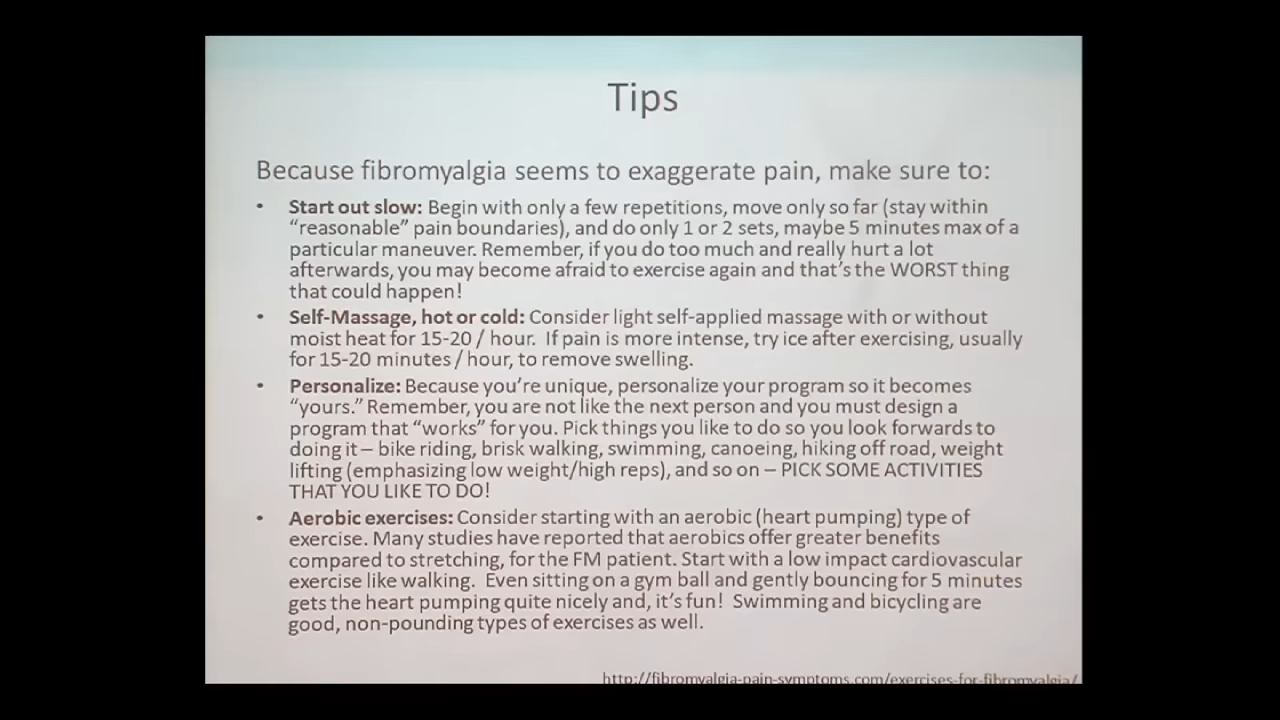 Tips
Because fibromyalgia seems to exaggerate pain, make sure to:
• Start out slow: Begin with only a few repetitions, move only so far (stay within
“reasonable” pain boundaries), and do only 1 or 2 sets, maybe 5 minutes max of a
particular maneuver. Remember, if you do too much and really hurt a lot
afterwards, you may become afraid to exercise again and that’s the WORST thing
that could happen!
• Self-Massage, hot or cold: Consider light self-applied massage with or without
moist heat for 15-20 / hour.  If pain is more intense, try ice after exercising, usually
for 15-20 minutes / hour, to remove swelling.
• Personalize: Because you’re unique, personalize your program so it becomes
“yours.” Remember, you are not like the next person and you must design a
program that “works” for you. Pick things you like to do so you look forwards to
doing it – bike riding, brisk walking, swimming, canoeing, hiking off road, weight
lifting (emphasizing low weight/high reps), and so on – PICK SOME ACTIVITIES
THAT YOU LIKE TO DO!
• Aerobic exercises: Consider starting with an aerobic (heart pumping) type of
exercise. Many studies have reported that aerobics offer greater benefits
compared to stretching, for the FM patient. Start with a low impact cardiovascular
exercise like walking.  Even sitting on a gym ball and gently bouncing for 5 minutes
gets the heart pumping quite nicely and, it’s fun!  Swimming and bicycling are
good, non-pounding types of exercises as well.
http://fibromyalgia-pain-symptoms.com/exercises-for-fibromyalgia/